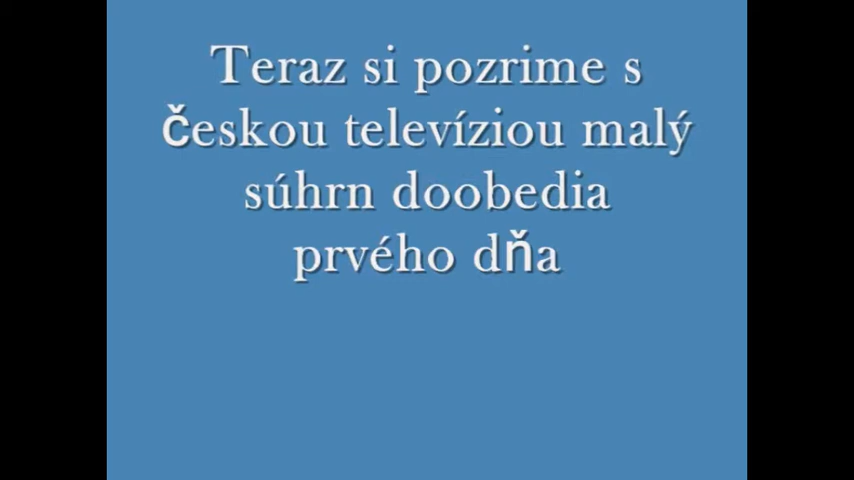 Teraz si pozrime s
českou televíziou malý
súhrn doobedia
prvého dňa